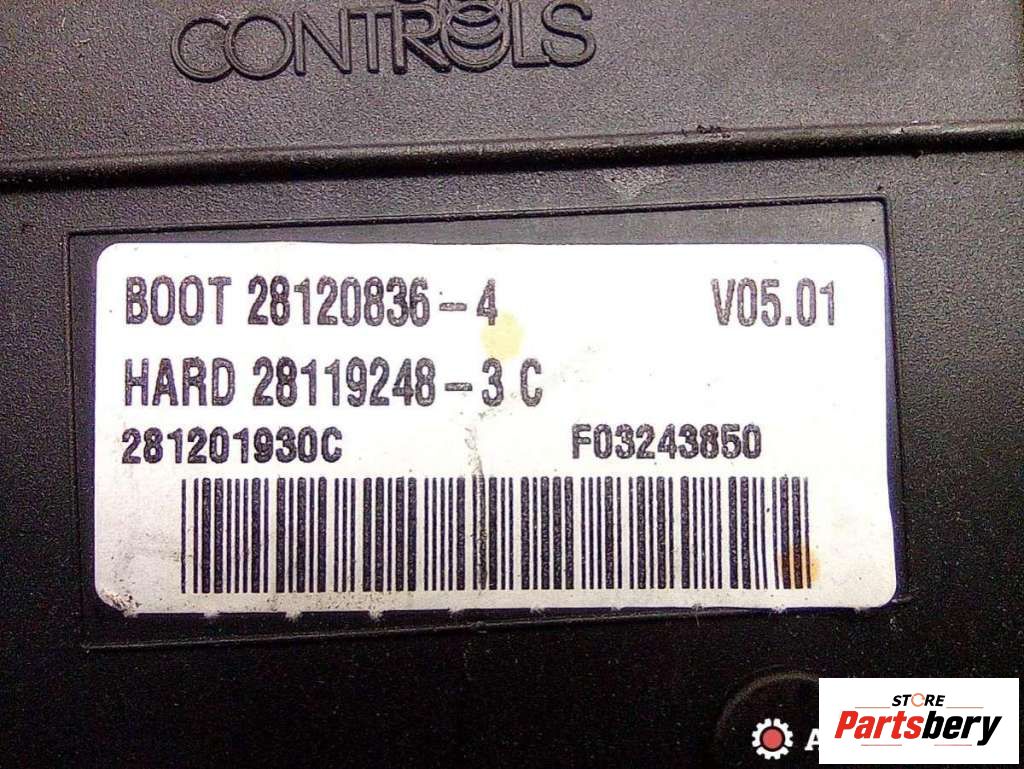 CONTROLS
BOOT 28120836-4 V05.01
HARD 28119248-3 C
281201930C F03243850
STORE
Partsbery